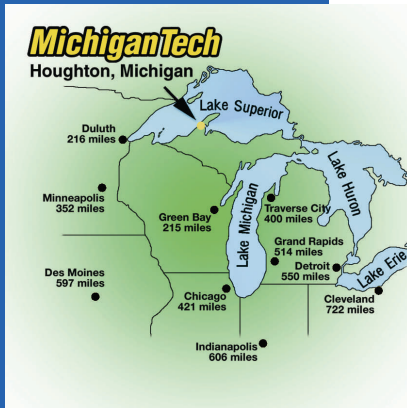 MichiganTech
Houghton, Michigan
Lake Superior
Duluth
216 miles
Lake Huron
Minneapolis
352 miles
Green Bay
215 miles
Lake Michigan
Traverse City
400 miles
Grand Rapids
514 miles
Detroit
550 miles
Lake Erie
Des Moines
597 miles
Chicago
421 miles
Cleveland
722 miles
Indianapolis
606 miles